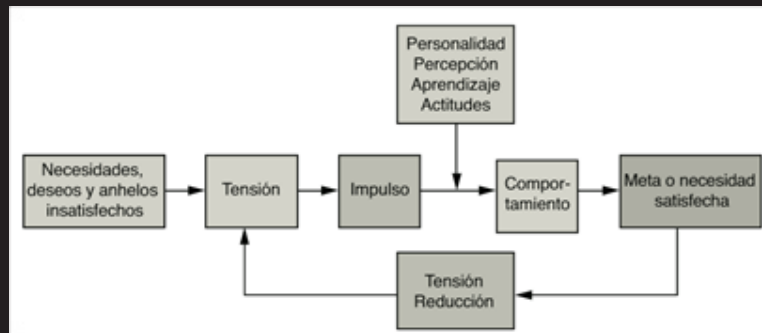 Personalidad
Percepción
Aprendizaje
Actitudes
Necesidades,
deseos y anhelos
insatisfechos
Tensión
Impulso
Compor-
tamiento
Meta o necesidad
satisfecha
Tensión
Reducción